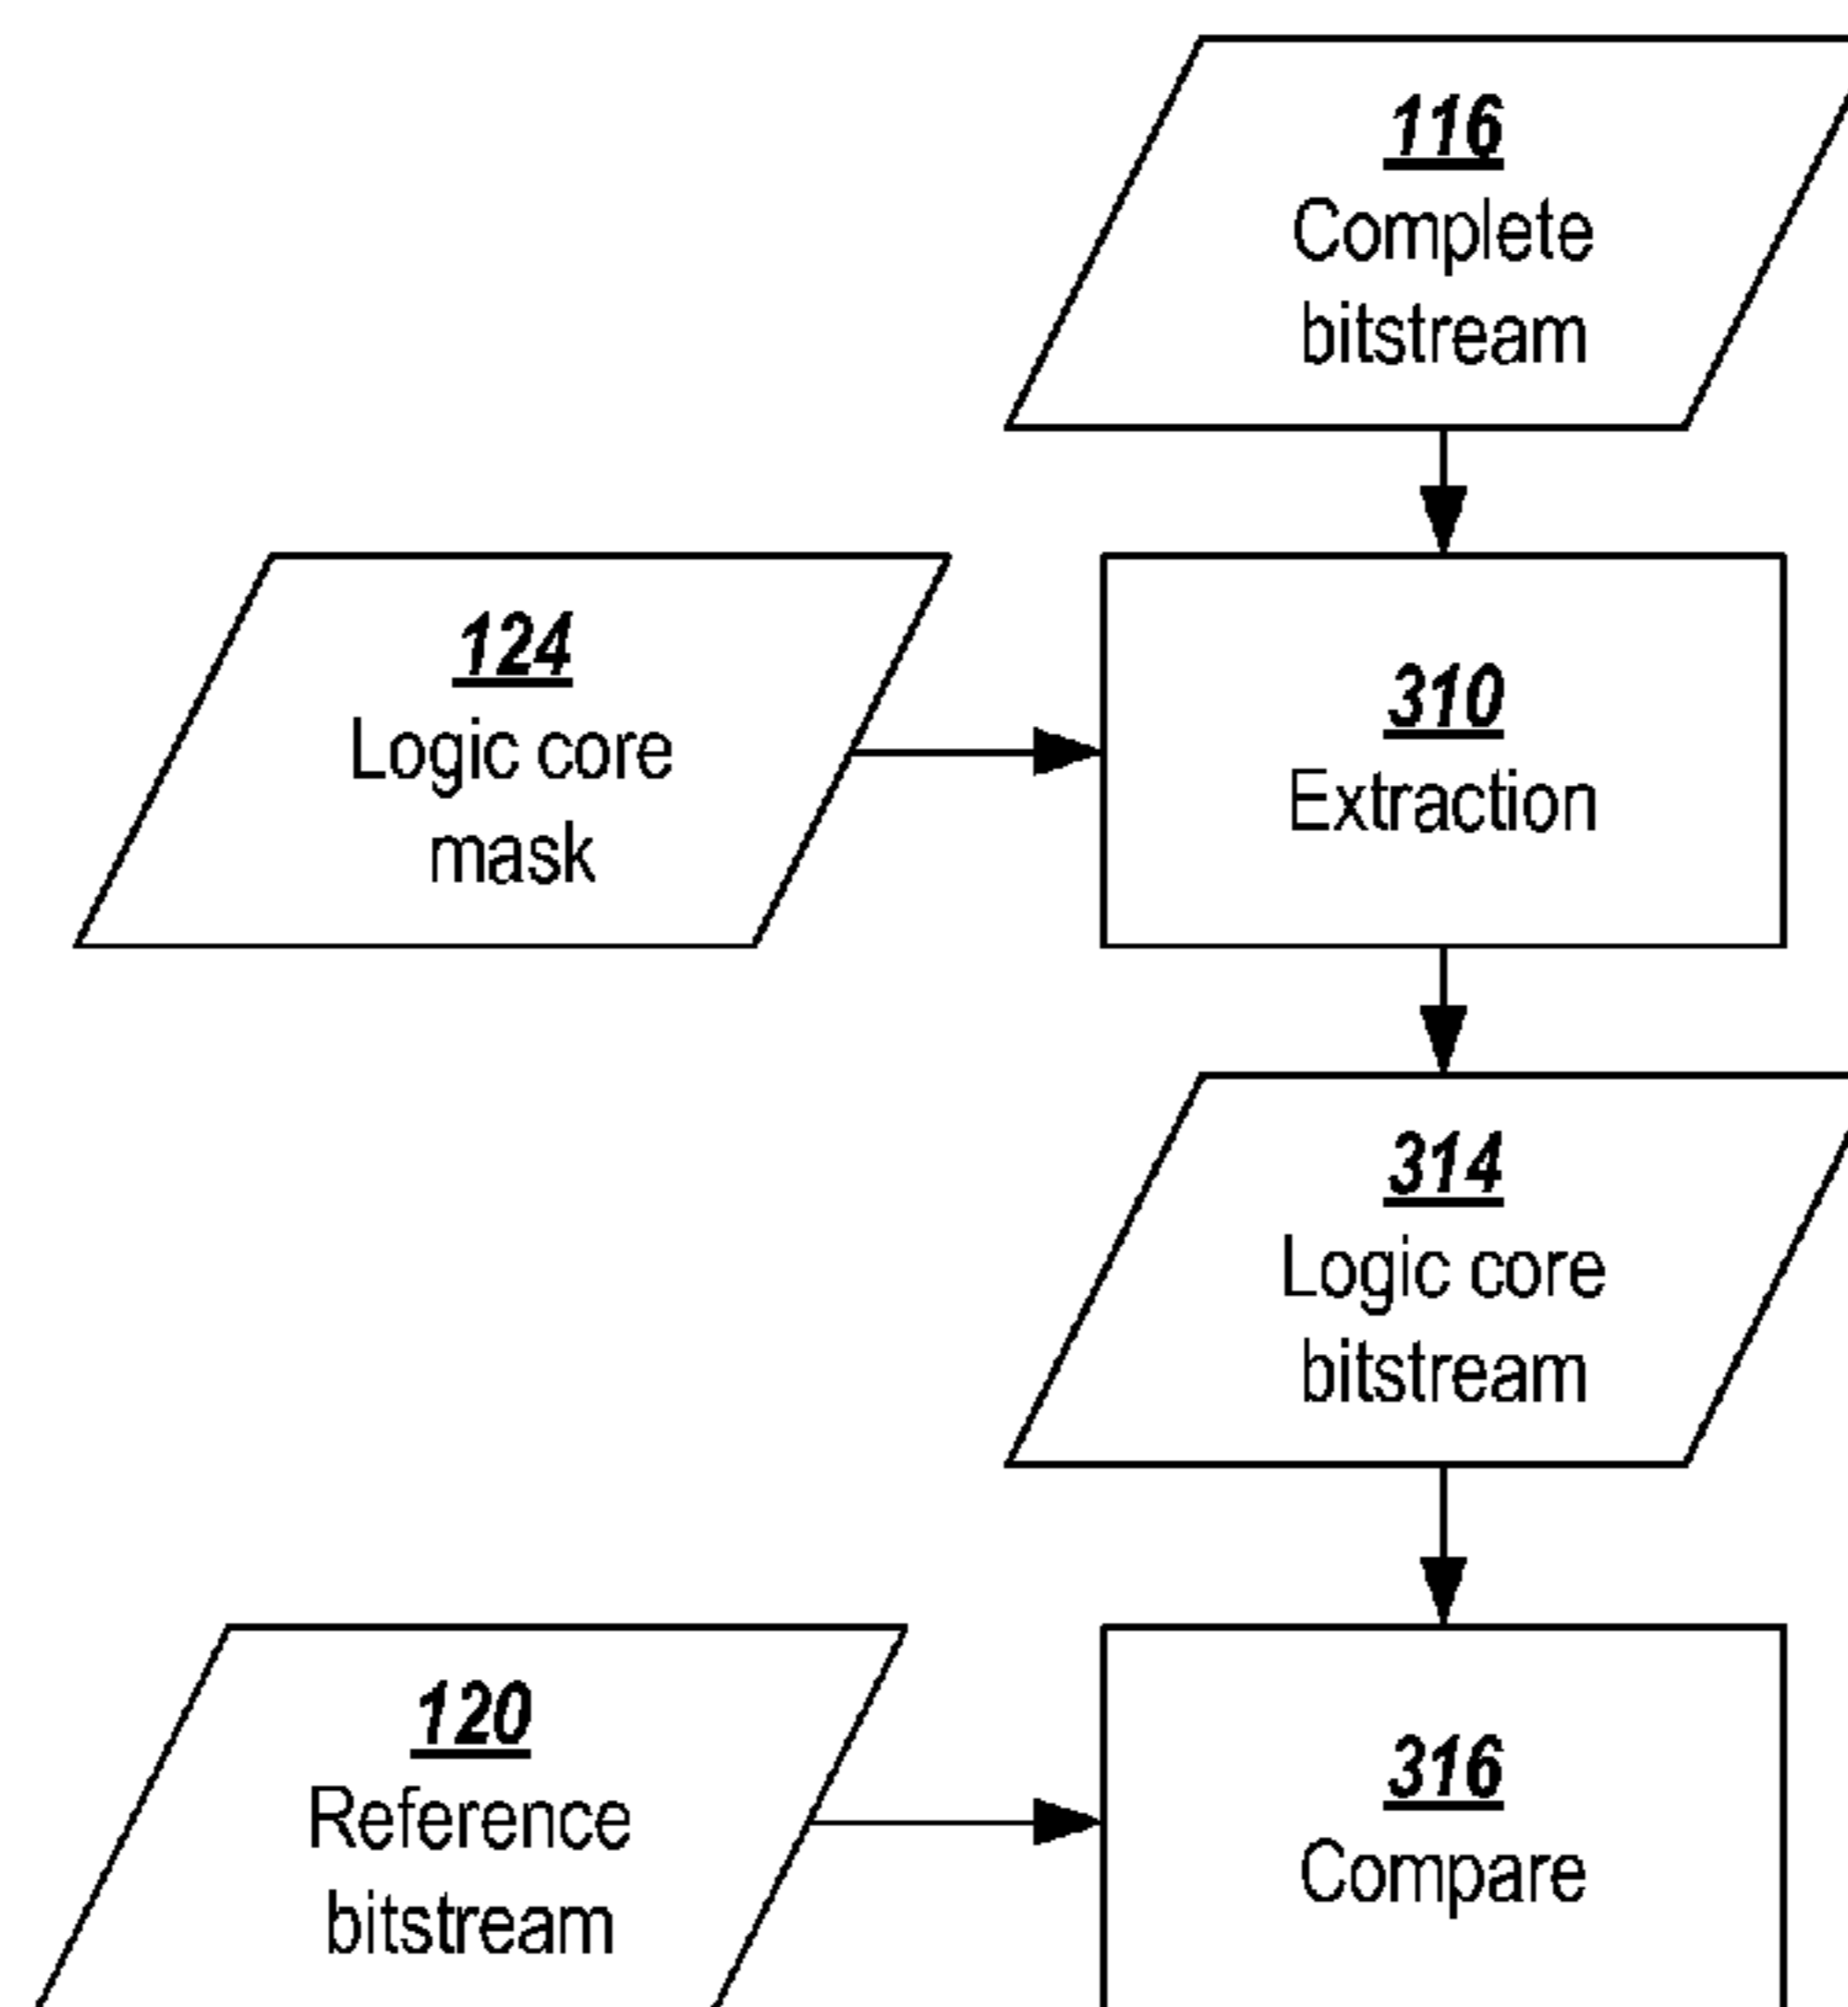 116
Complete
bitstream
124
Logic core
mask
310
Extraction
314
Logic core
bitstream
120
Reference
bitstream
316
Compare